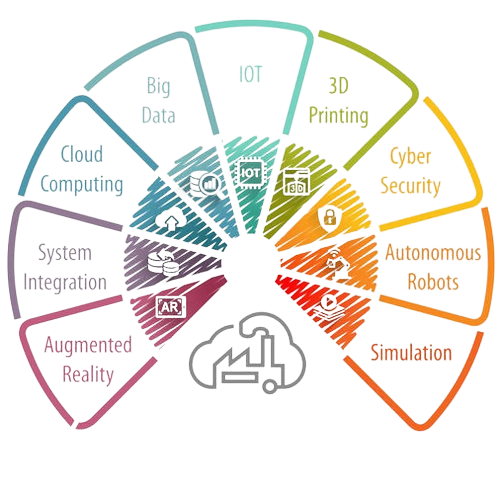 IOT
Big
Data
3D
Printing
Cloud
Computing
Cyber
Security
System
Integration
Autonomous
Robots
Augmented
Reality
Simulation
IOT
3D
AR